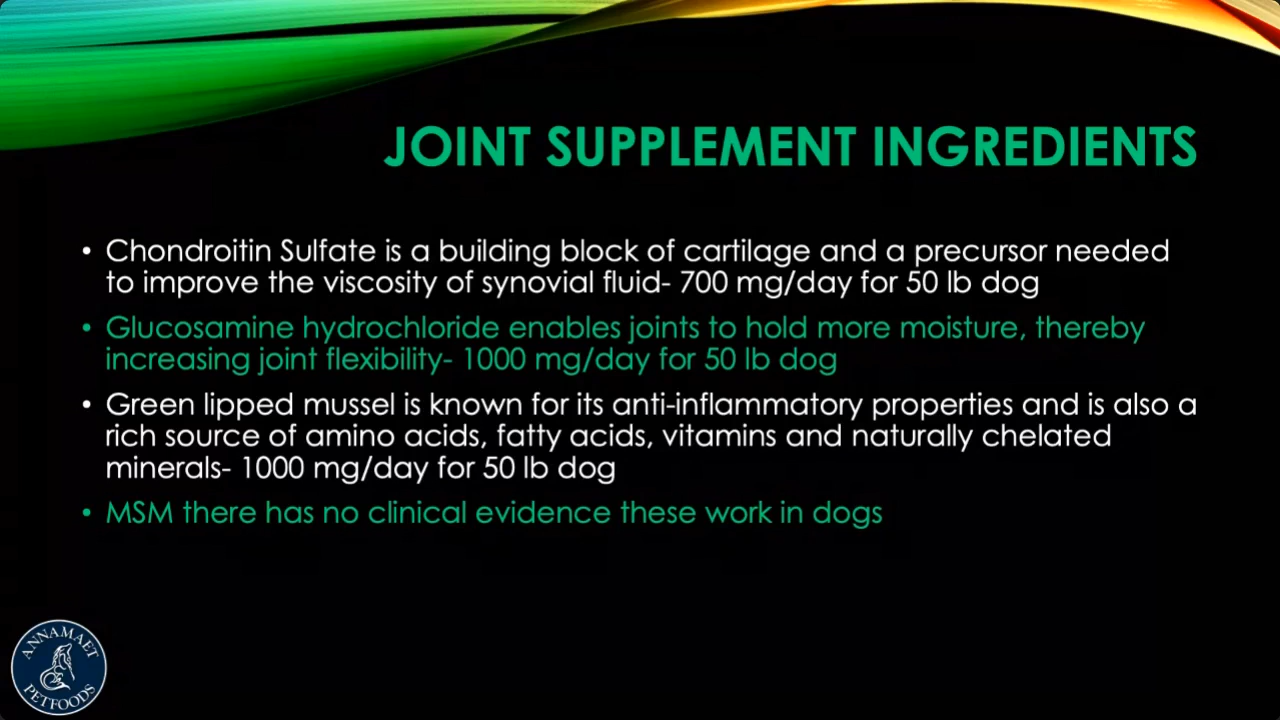 JOINT SUPPLEMENT INGREDIENTS
• Chondroitin Sulfate is a building block of cartilage and a precursor needed
to improve the viscosity of synovial fluid- 700 mg/day for 50 lb dog
• Glucosamine hydrochloride enables joints to hold more moisture, thereby
increasing joint flexibility- 1000 mg/day for 50 lb dog
• Green lipped mussel is known for its anti-inflammatory properties and is also a
rich source of amino acids, fatty acids, vitamins and naturally chelated
minerals- 1000 mg/day for 50 lb dog
• MSM there has no clinical evidence these work in dogs
ANNAMAET
PETFOODS